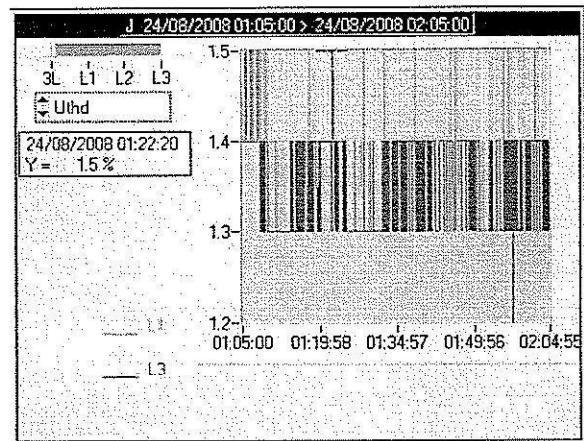 J 24/08/2008 01:05:00 > 24/08/2008 02:05:00
3L L1 L2 L3
Uthd
24/08/2008 01:22:20
Y = 1.5 %
1.5
1.4
1.3
1.2
01:05:00 01:19:58 01:34:57 01:49:56 02:04:55
L1
L3